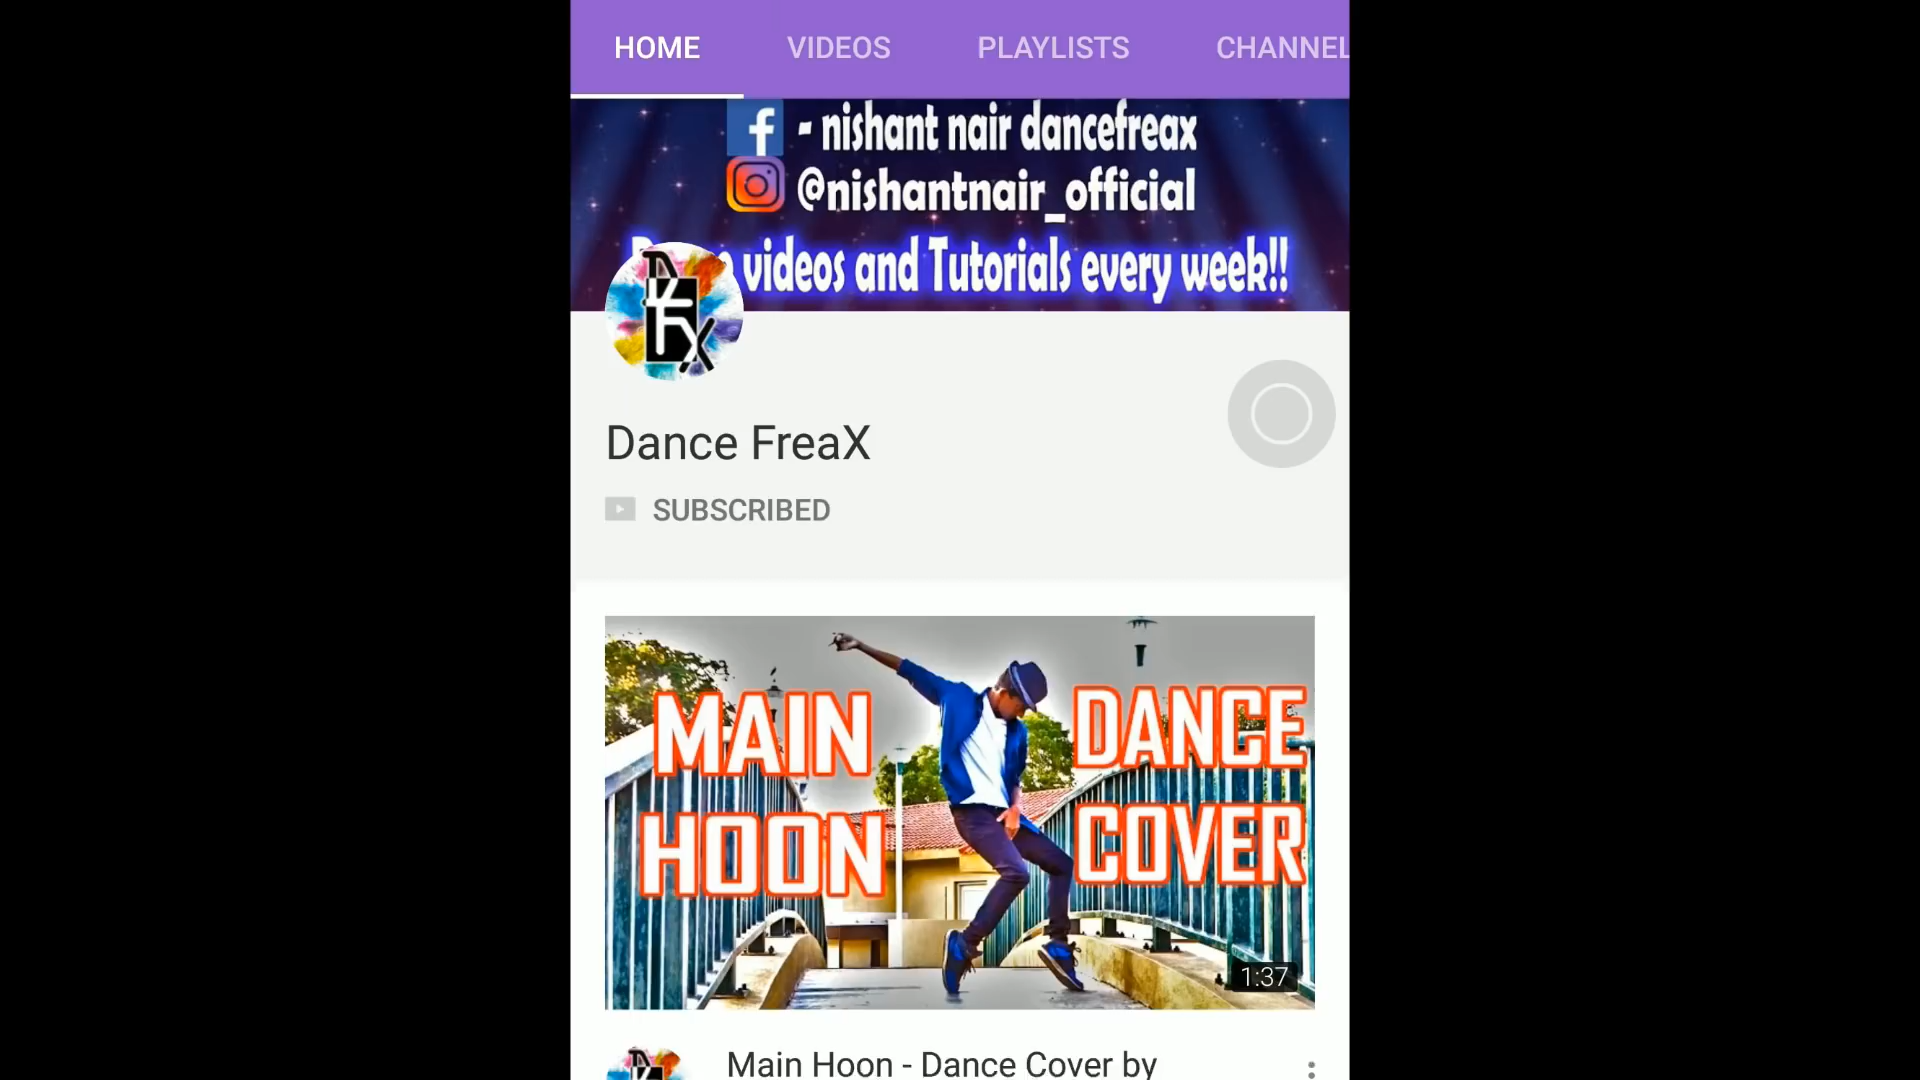 HOME VIDEOS PLAYLISTS CHANNEL
f - nishant nair dancefreax
@nishantnair_official
videos and Tutorials every week!!
DFX
Dance FreaX
SUBSCRIBED
MAIN HOON
DANCE COVER
1:37
Main Hoon - Dance Cover by